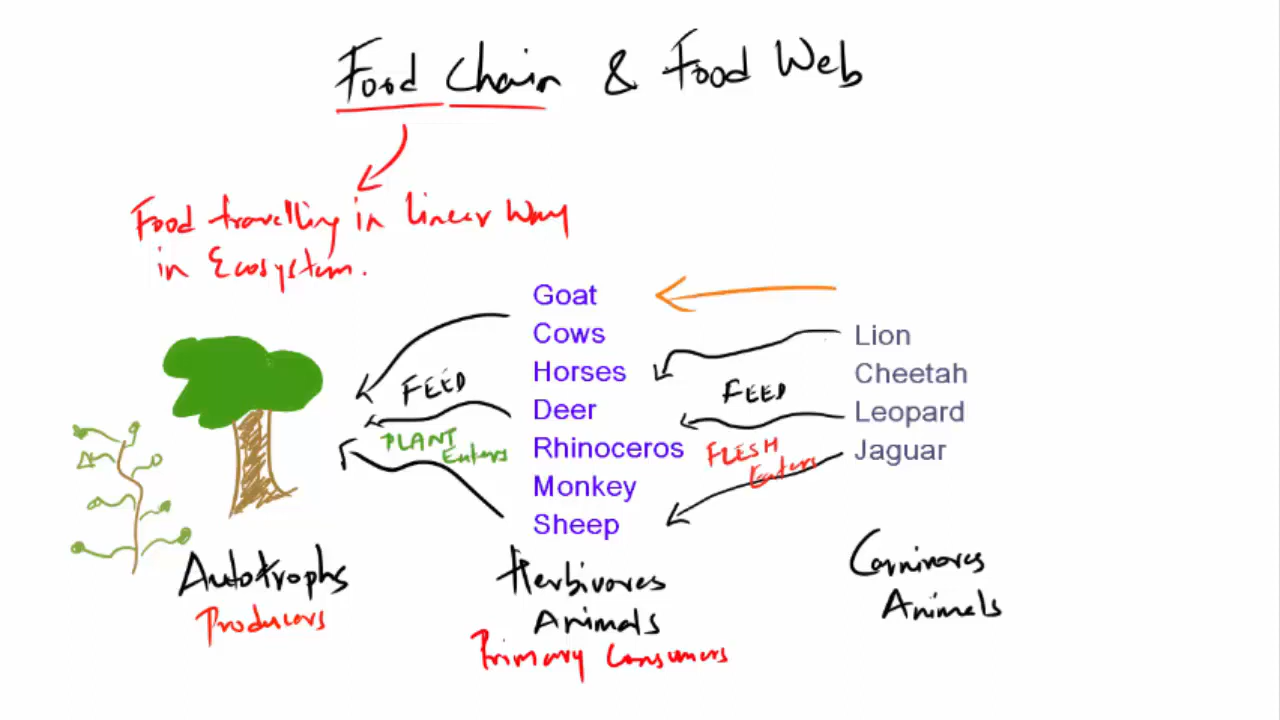 Food Chain & Food Web
Food travelling in linear way
in Ecosystem.
Goat
Cows
Horses
Deer
Rhinoceros
Monkey
Sheep
FEED
PLANT
Eaters
Lion
Cheetah
Leopard
Jaguar
FEED
FLESH
Eaters
Autotrophs
Producers
Herbivores
Animals
Primary Consumers
Carnivores
Animals